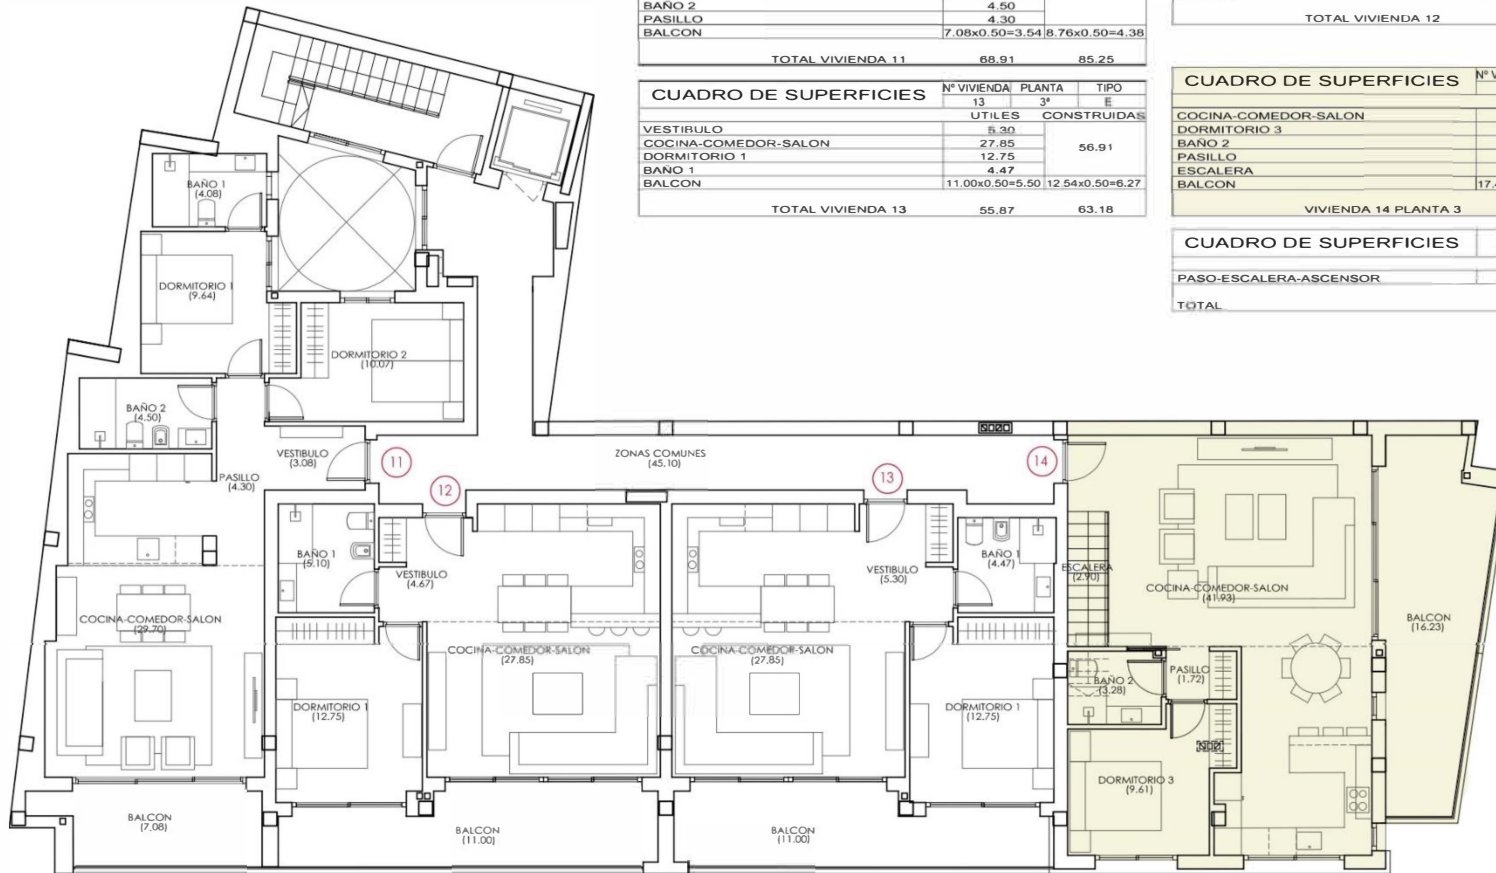 BAÑO 2 4.50
PASILLO 4.30
BALCON 7.08x0.50=3.54 8.76x0.50=4.38
TOTAL VIVIENDA 11 68.91 85.25
TOTAL VIVIENDA 12
CUADRO DE SUPERFICIES Nº VIVIENDA PLANTA TIPO
13 3ª E
UTILES CONSTRUIDAS
VESTIBULO 5.30
COCINA-COMEDOR-SALON 27.85
56.91
DORMITORIO 1 12.75
BAÑO 1 4.47
BALCON 11.00x0.50=5.50 12.54x0.50=6.27
TOTAL VIVIENDA 13 55.87 63.18
CUADRO DE SUPERFICIES Nº V
COCINA-COMEDOR-SALON
DORMITORIO 3
BAÑO 2
PASILLO
ESCALERA
BALCON 17.4
VIVIENDA 14 PLANTA 3
CUADRO DE SUPERFICIES
PASO-ESCALERA-ASCENSOR
TOTAL
BAÑO 1
(4.08)
DORMITORIO 1
(9.64)
DORMITORIO 2
(10.07)
BAÑO 2
(4.50)
VESTIBULO
(3.08)
PASILLO
(4.30)
11
12
ZONAS COMUNES
(45.10)
13
14
BAÑO 1
(5.10)
VESTIBULO
(4.67)
VESTIBULO
(5.30)
BAÑO 1
(4.47)
ESCALERA
(2.90)
COCINA-COMEDOR-SALON
(41.93)
BALCON
(16.23)
COCINA-COMEDOR-SALON
(29.70)
COCINA-COMEDOR-SALON
(27.85)
COCINA-COMEDOR-SALON
(27.85)
BAÑO 2
(3.28)
PASILLO
(1.72)
DORMITORIO 1
(12.75)
DORMITORIO 1
(12.75)
DORMITORIO 3
(9.61)
BALCON
(7.08)
BALCON
(11.00)
BALCON
(11.00)